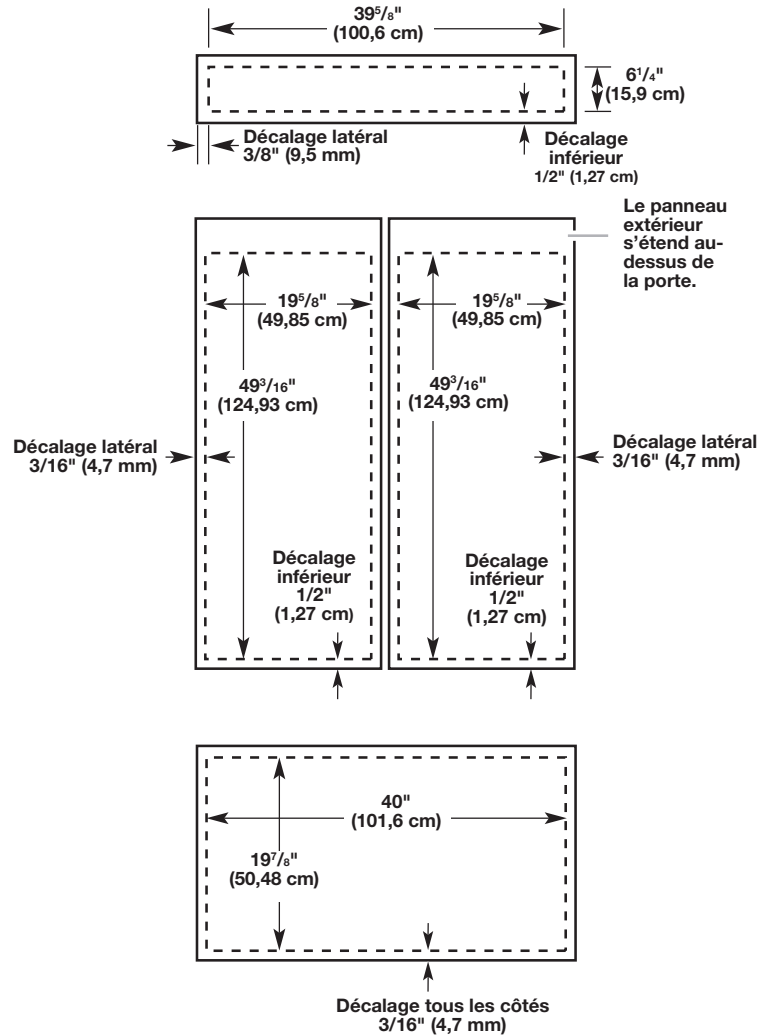 39⁵/₈"
(100,6 cm)
6¹/₄"
(15,9 cm)
Décalage latéral
3/8" (9,5 mm)
Décalage
inférieur
1/2" (1,27 cm)
Le panneau
extérieur
s’étend au-
dessus de
la porte.
19⁵/₈"
(49,85 cm)
19⁵/₈"
(49,85 cm)
49³/₁₆"
(124,93 cm)
49³/₁₆"
(124,93 cm)
Décalage latéral
3/16" (4,7 mm)
Décalage latéral
3/16" (4,7 mm)
Décalage
inférieur
1/2"
(1,27 cm)
Décalage
inférieur
1/2"
(1,27 cm)
40"
(101,6 cm)
19⁷/₈"
(50,48 cm)
Décalage tous les côtés
3/16" (4,7 mm)